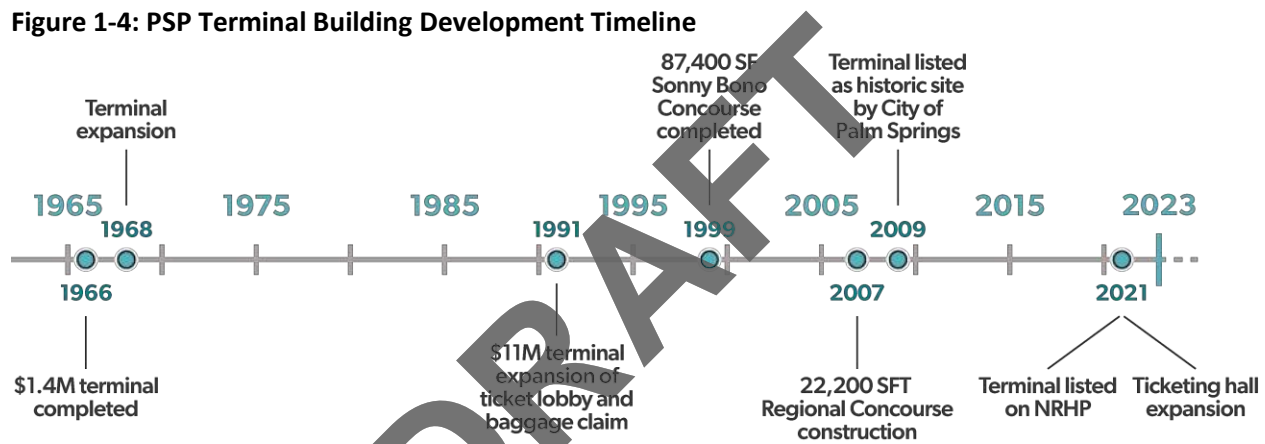 Figure 1-4: PSP Terminal Building Development Timeline
Terminal
expansion
87,400 SF
Sonny Bono
Concourse
completed
Terminal listed
as historic site
by City of
Palm Springs
1965
1975
1985
1995
2005
2015
2023
1968
1991
1999
2009
1966
2007
2021
$1.4M terminal
completed
$11M terminal
expansion of
ticket lobby and
baggage claim
22,200 SFT
Regional Concourse
construction
Terminal listed
on NRHP
Ticketing hall
expansion
DRAFT